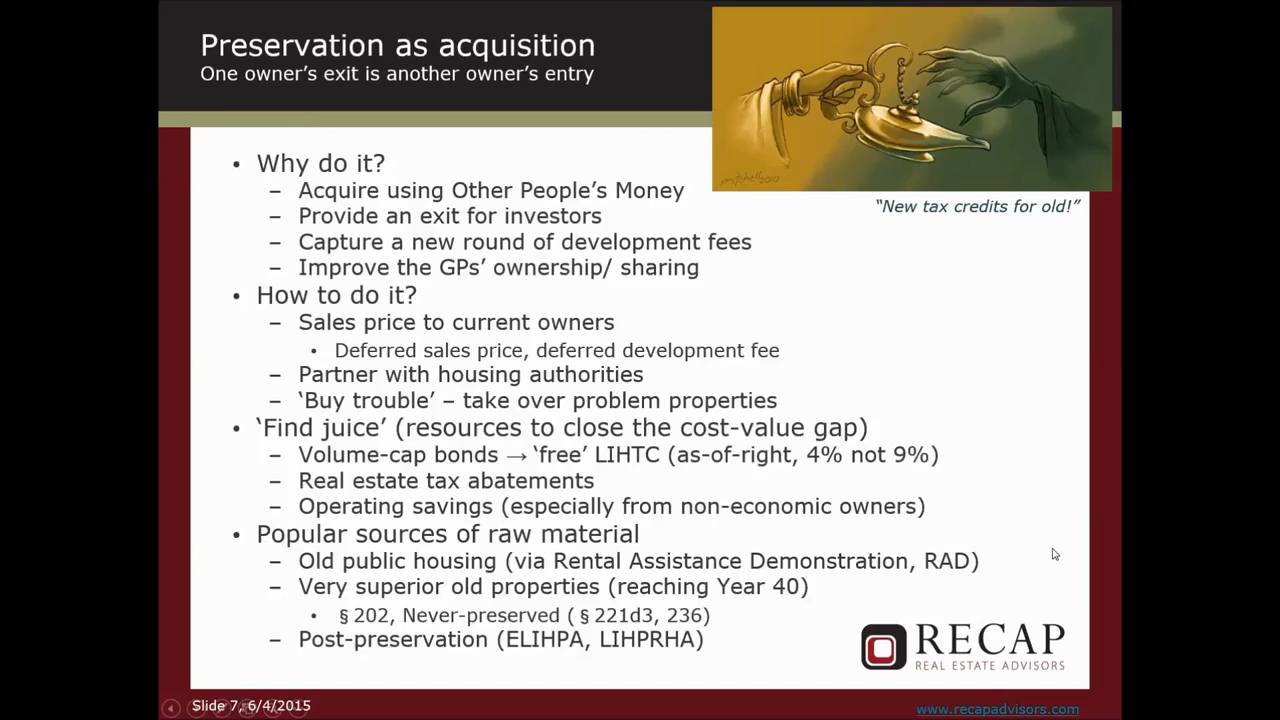 Preservation as acquisition
One owner's exit is another owner's entry
"New tax credits for old!"
• Why do it?
– Acquire using Other People's Money
– Provide an exit for investors
– Capture a new round of development fees
– Improve the GPs' ownership/ sharing
• How to do it?
– Sales price to current owners
• Deferred sales price, deferred development fee
– Partner with housing authorities
– 'Buy trouble' – take over problem properties
• 'Find juice' (resources to close the cost-value gap)
– Volume-cap bonds → 'free' LIHTC (as-of-right, 4% not 9%)
– Real estate tax abatements
– Operating savings (especially from non-economic owners)
• Popular sources of raw material
– Old public housing (via Rental Assistance Demonstration, RAD)
– Very superior old properties (reaching Year 40)
• §202, Never-preserved (§221d3, 236)
– Post-preservation (ELIHPA, LIHPRHA)
RECAP
REAL ESTATE ADVISORS
Slide 7, 6/4/2015
www.recapadvisors.com